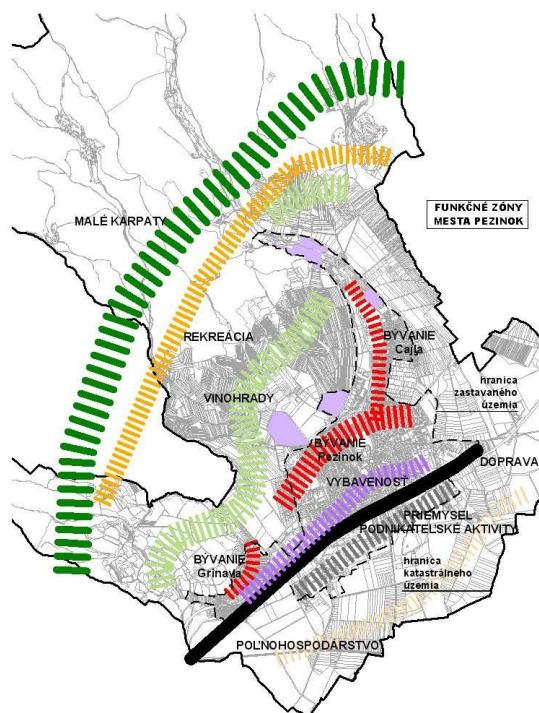 FUNKČNÉ ZÓNY
MESTA PEZINOK
MALÉ KARPATY
REKREÁCIA
BÝVANIE
Cajla
hranica
zastavaného
územia
VINOHRADY
BÝVANIE
Pezinok
DOPRAVA
VYBAVENOSŤ
PRIEMYSEL
PODNIKATEĽSKÉ AKTIVITY
BÝVANIE
Grinava
hranica
katastrálneho
územia
POĽNOHOSPODÁRSTVO